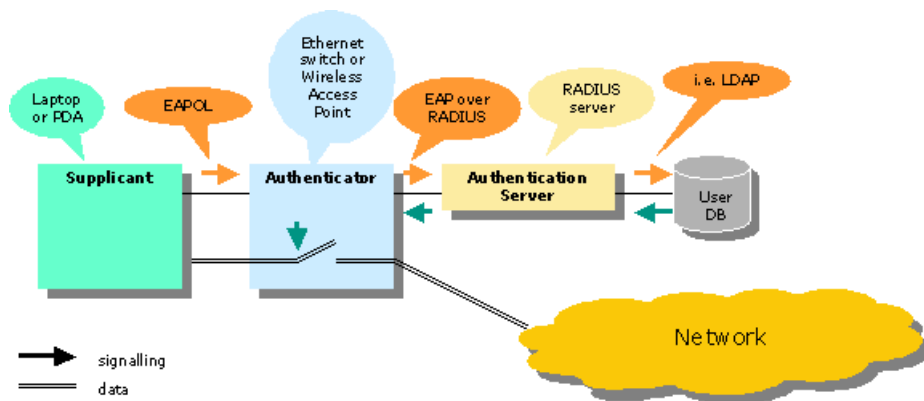 Ethernet
switch or
Wireless
Access
Point
Laptop
or PDA
EAPOL
EAP over
RADIUS
RADIUS
server
i.e. LDAP
Supplicant
Authenticator
Authentication
Server
User
DB
Network
signalling
data